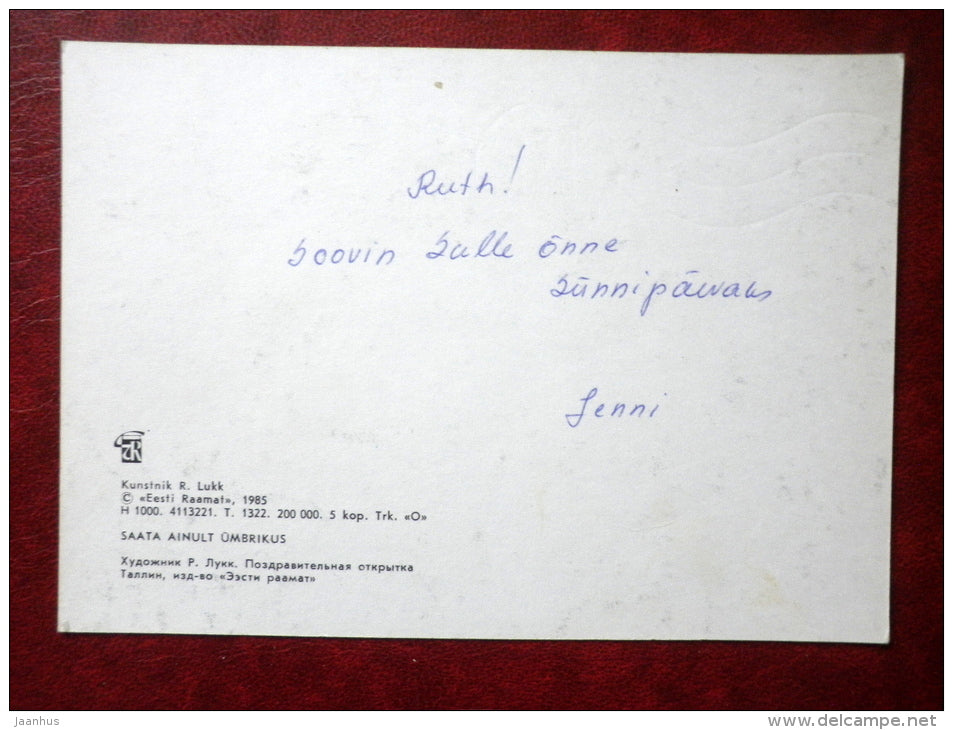 Ruth!
Soovin Sulle õnne
Sünnipäevaks
Jenni
ER
Kunstnik R. Lukk
© «Eesti Raamat», 1985
H 1000. 4113221. T. 1322. 200 000. 5 kop. Trk. «O»
SAATA AINULT ÜMBRIKUS
Художник Р. Лукк. Поздравительная открытка
Таллин, изд-во «Ээсти раамат»
jaanhus
www.delcampe.net